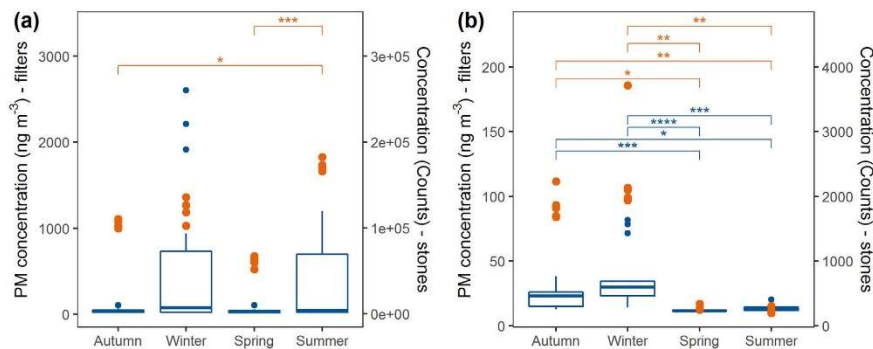 (a)
***
*
3000
2000
1000
0
PM concentration (ng m⁻³) - filters
3e+05
2e+05
1e+05
0e+00
Concentration (Counts) - stones
Autumn Winter Spring Summer
(b)
**
**
**
*
***
****
*
***
200
150
100
50
0
PM concentration (ng m⁻³) - filters
4000
3000
2000
1000
0
Concentration (Counts) - stones
Autumn Winter Spring Summer